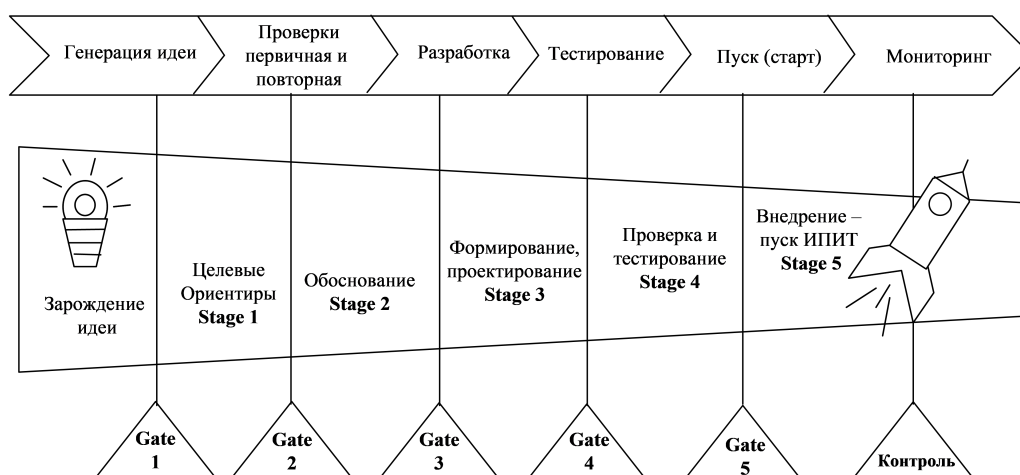 Генерация идеи
Проверки
первичная и
повторная
Разработка
Тестирование
Пуск (старт)
Мониторинг
Зарождение
идеи
Целевые
Ориентиры
Stage 1
Обоснование
Stage 2
Формирование,
проектирование
Stage 3
Проверка и
тестирование
Stage 4
Внедрение –
пуск ИПИТ
Stage 5
Gate
1
Gate
2
Gate
3
Gate
4
Gate
5
Контроль